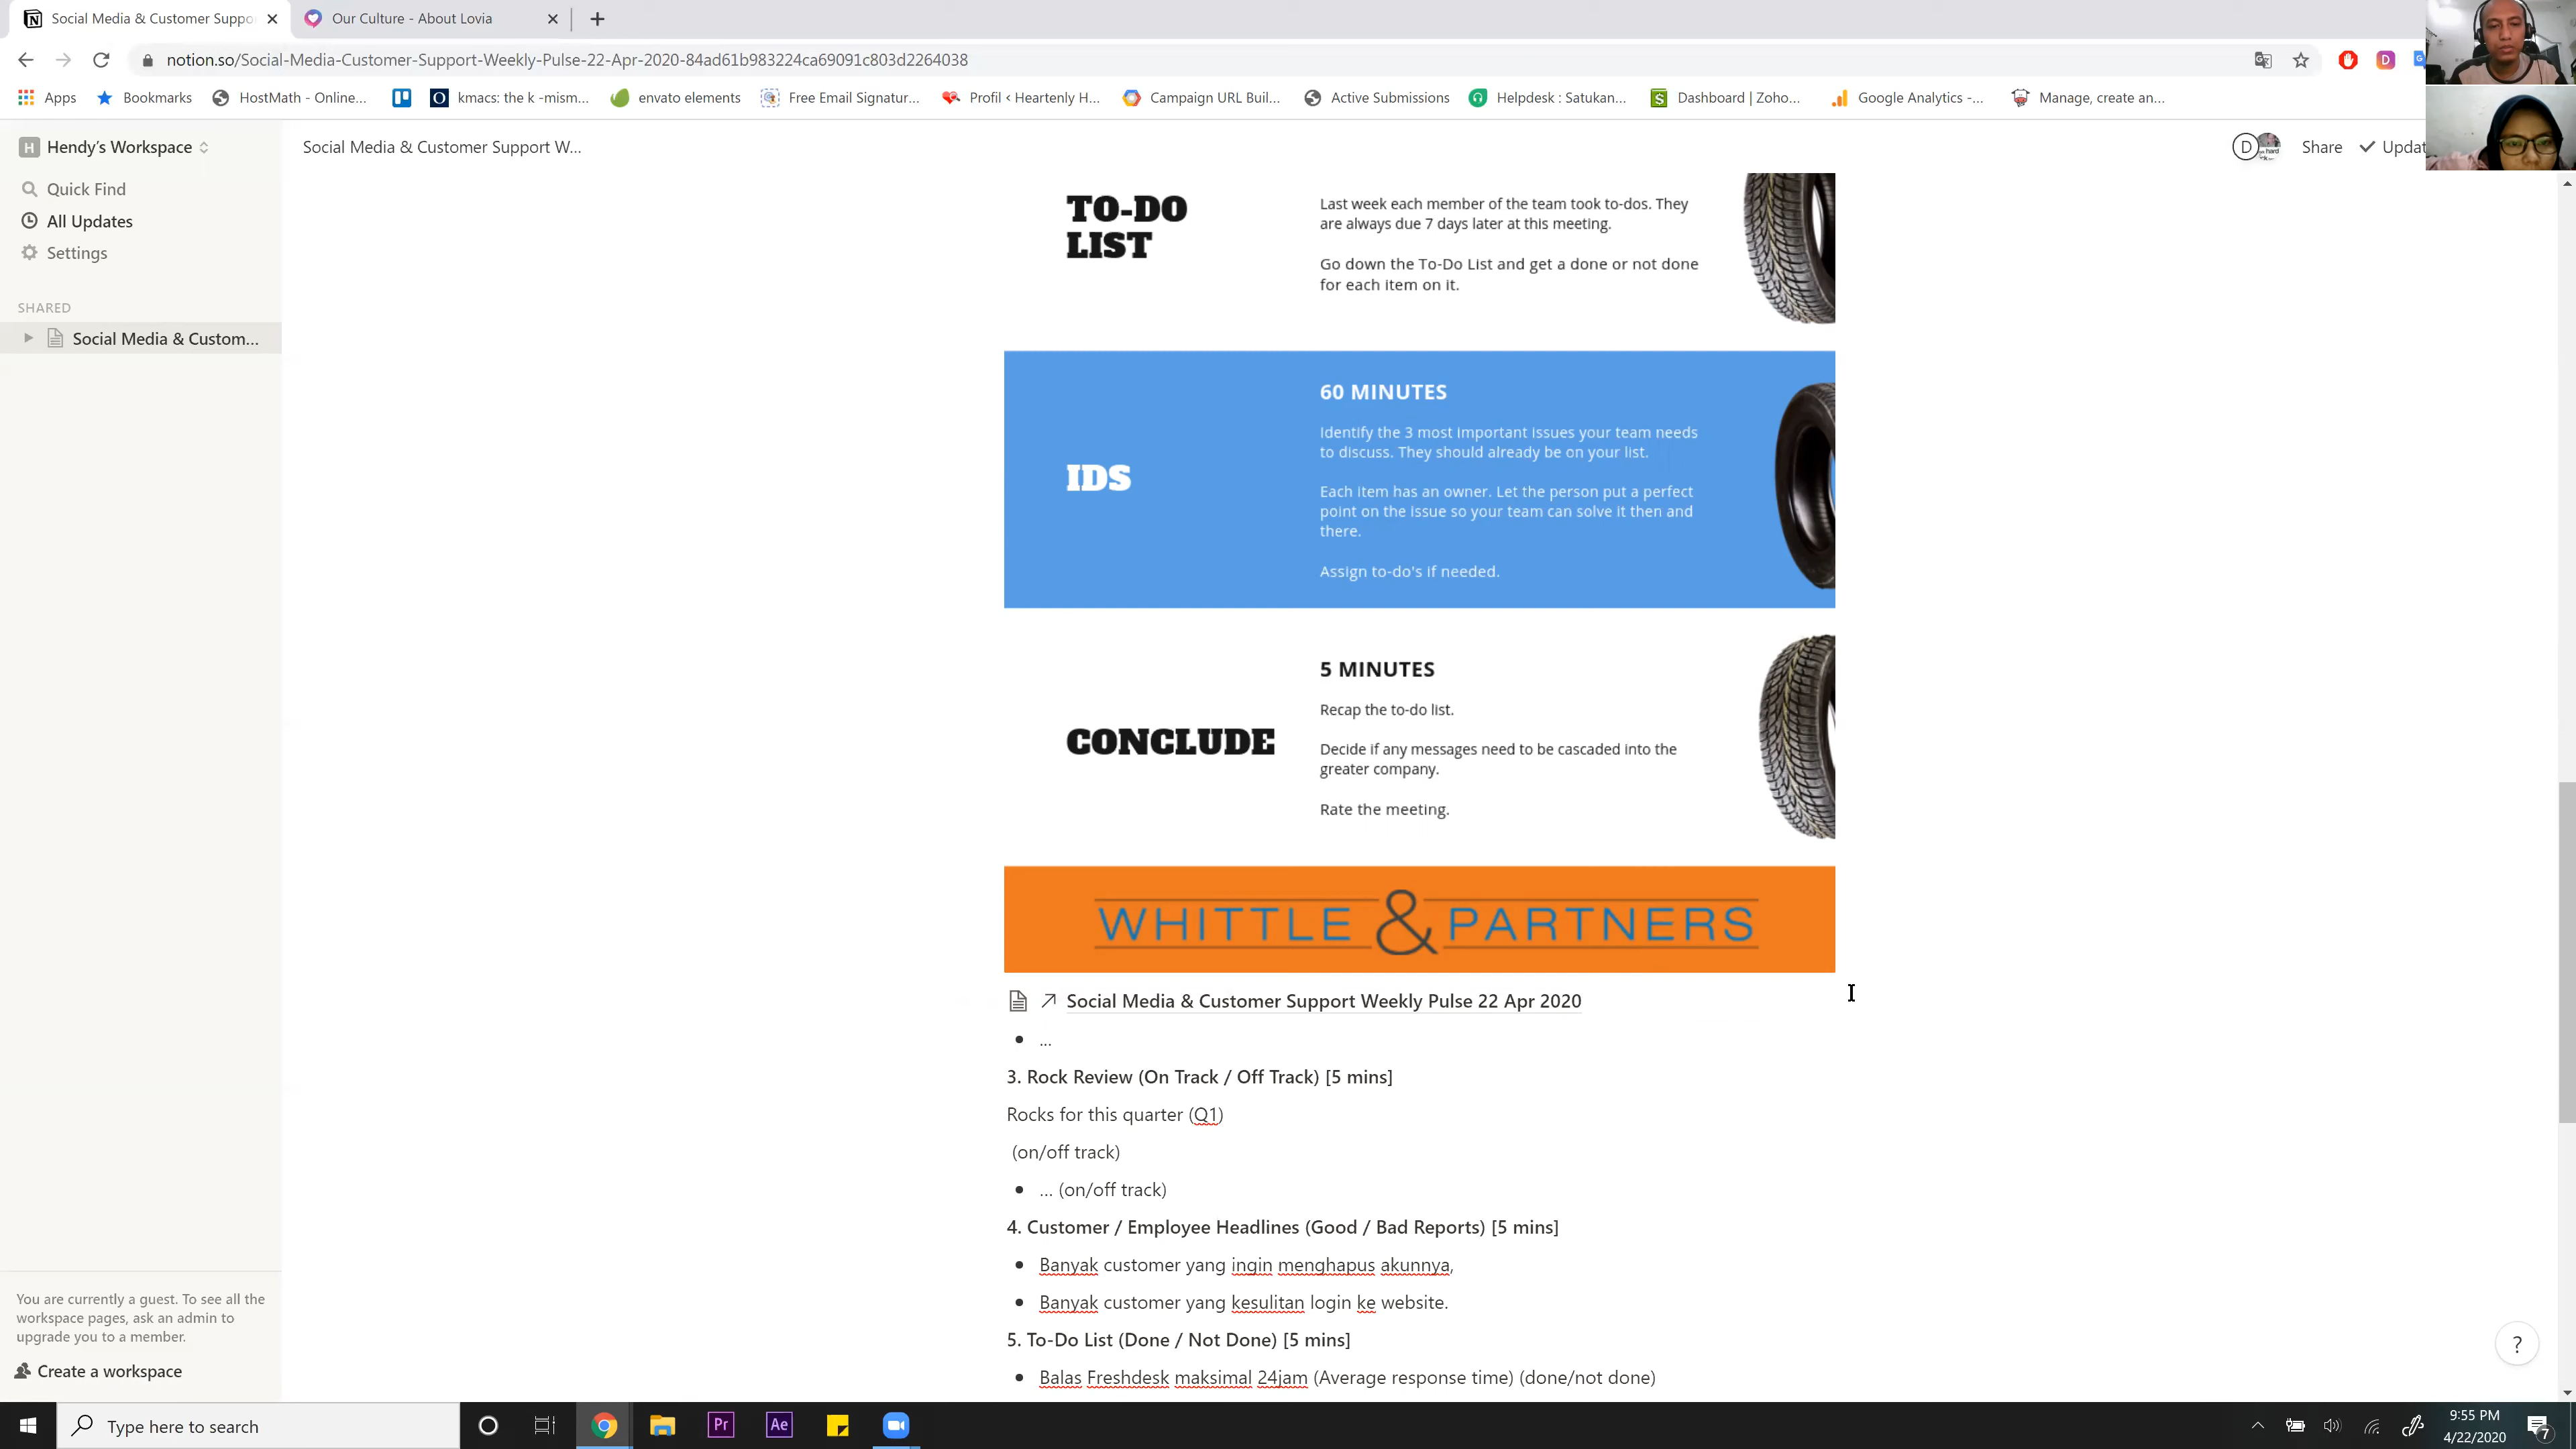 Social Media & Customer Suppo
Our Culture - About Lovia
notion.so/Social-Media-Customer-Support-Weekly-Pulse-22-Apr-2020-84ad61b983224ca69091c803d2264038
Apps
Bookmarks
HostMath - Online...
kmacs: the k -mism...
envato elements
Free Email Signatur...
Profil < Heartenly H...
Campaign URL Buil...
Active Submissions
Helpdesk : Satukan...
Dashboard | Zoho...
Google Analytics -...
Manage, create an...
H Hendy's Workspace
Social Media & Customer Support W...
D
Share
Updat
Quick Find
All Updates
Settings
SHARED
Social Media & Custom...
TO-DO
LIST
Last week each member of the team took to-dos. They
are always due 7 days later at this meeting.
Go down the To-Do List and get a done or not done
for each item on it.
IDS
60 MINUTES
Identify the 3 most important issues your team needs
to discuss. They should already be on your list.
Each item has an owner. Let the person put a perfect
point on the issue so your team can solve it then and
there.
Assign to-do's if needed.
CONCLUDE
5 MINUTES
Recap the to-do list.
Decide if any messages need to be cascaded into the
greater company.
Rate the meeting.
WHITTLE & PARTNERS
Social Media & Customer Support Weekly Pulse 22 Apr 2020
• ...
3. Rock Review (On Track / Off Track) [5 mins]
Rocks for this quarter (Q1)
(on/off track)
• ... (on/off track)
4. Customer / Employee Headlines (Good / Bad Reports) [5 mins]
• Banyak customer yang ingin menghapus akunnya,
• Banyak customer yang kesulitan login ke website.
5. To-Do List (Done / Not Done) [5 mins]
• Balas Freshdesk maksimal 24jam (Average response time) (done/not done)
You are currently a guest. To see all the
workspace pages, ask an admin to
upgrade you to a member.
Create a workspace
?
Type here to search
Pr
Ae
9:55 PM
4/22/2020
7